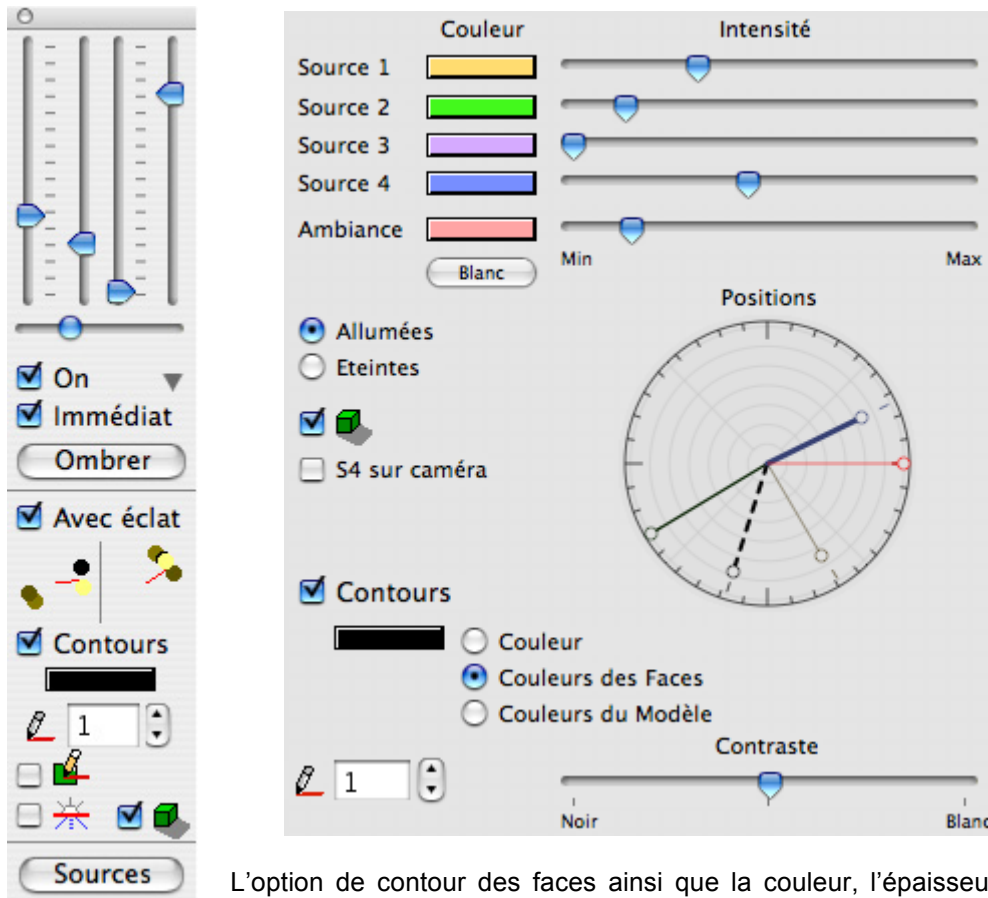 On
Immédiat
Ombrer
Avec éclat
Contours
1
Sources
Couleur Intensité
Source 1
Source 2
Source 3
Source 4
Ambiance
Blanc Min Max
Positions
Allumées
Eteintes
S4 sur caméra
Contours
Couleur
Couleurs des Faces
Couleurs du Modèle
Contraste
1
Noir Blanc
L'option de contour des faces ainsi que la couleur, l'épaisseu